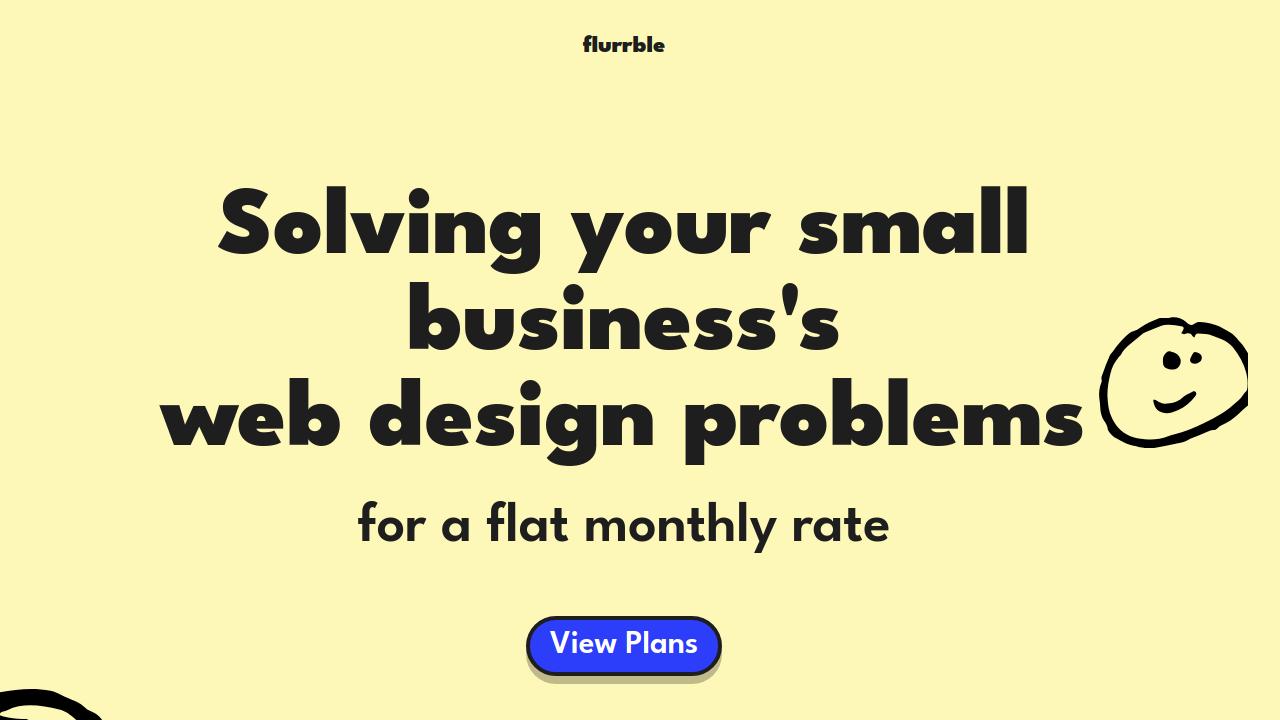 flurrble
Solving your small
business's
web design problems
for a flat monthly rate
View Plans